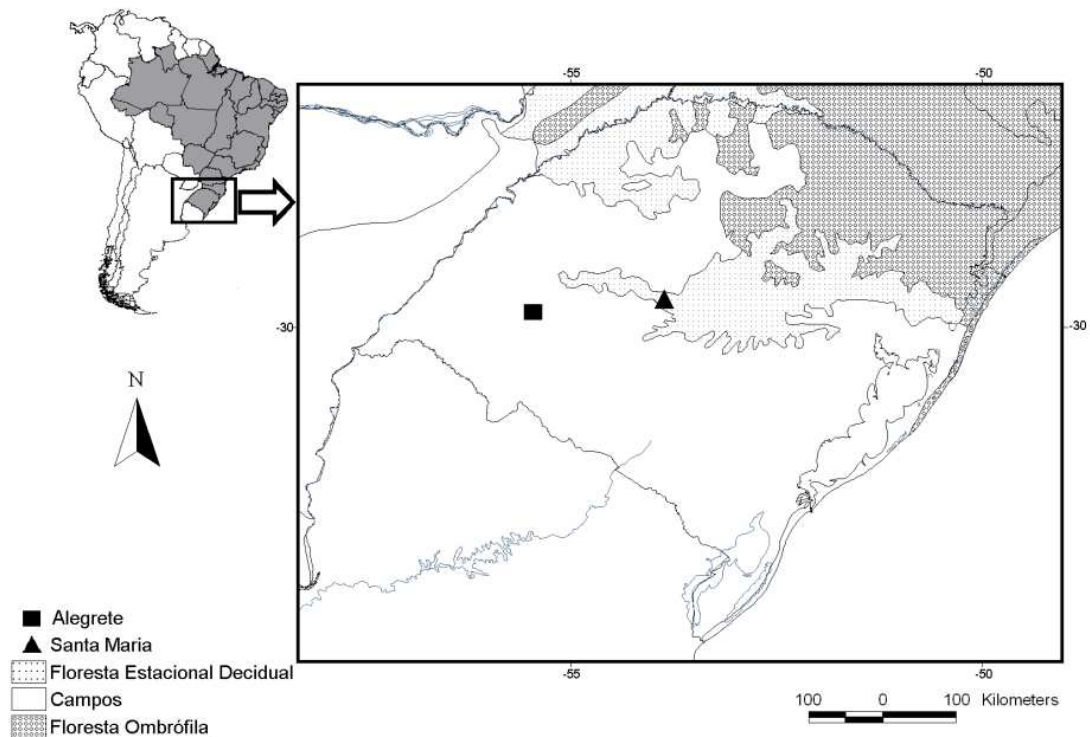 -55
-50
-30
-30
N
Alegrete
Santa Maria
Floresta Estacional Decidual
Campos
Floresta Ombrófila
-55
-50
100 0 100 Kilometers